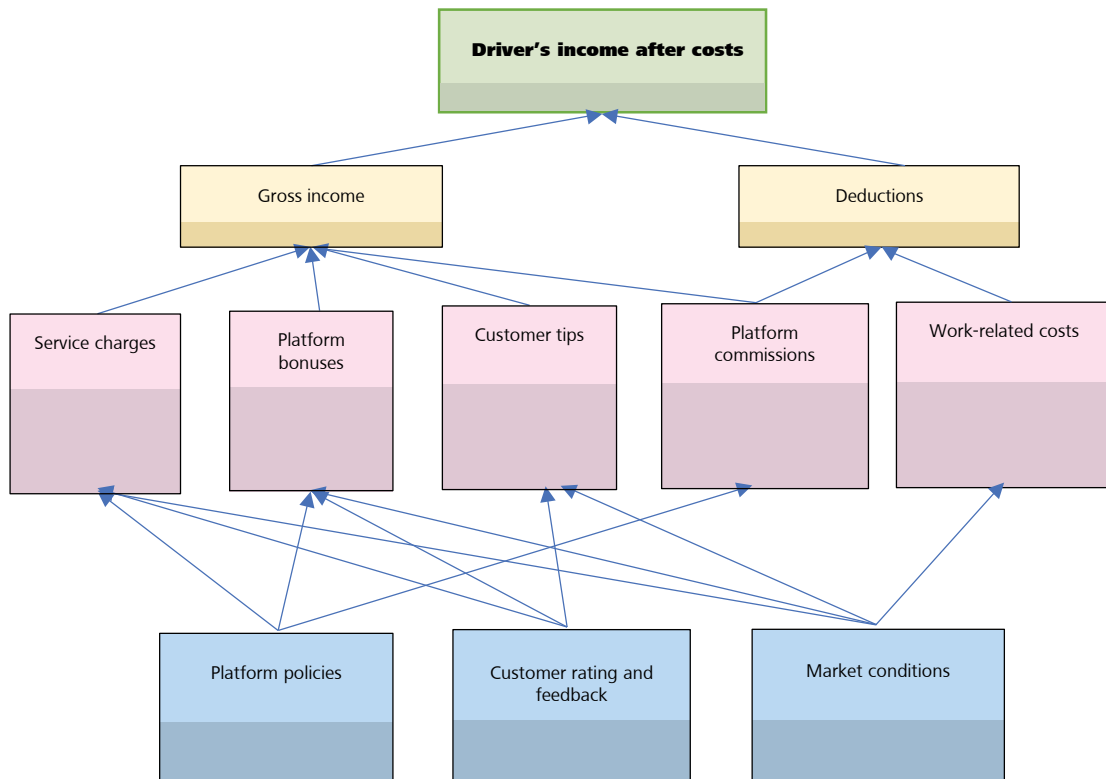 Driver's income after costs
Gross income
Deductions
Service charges
Platform
bonuses
Customer tips
Platform
commissions
Work-related costs
Platform policies
Customer rating and
feedback
Market conditions